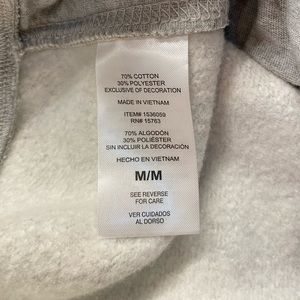 70% COTTON
30% POLYESTER
EXCLUSIVE OF DECORATION
MADE IN VIETNAM
ITEM# 1536059
RN# 15763
70% ALGODÓN
30% POLIÉSTER
SIN INCLUIR LA DECORACIÓN
HECHO EN VIETNAM
M/M
SEE REVERSE
FOR CARE
VER CUIDADOS
AL DORSO